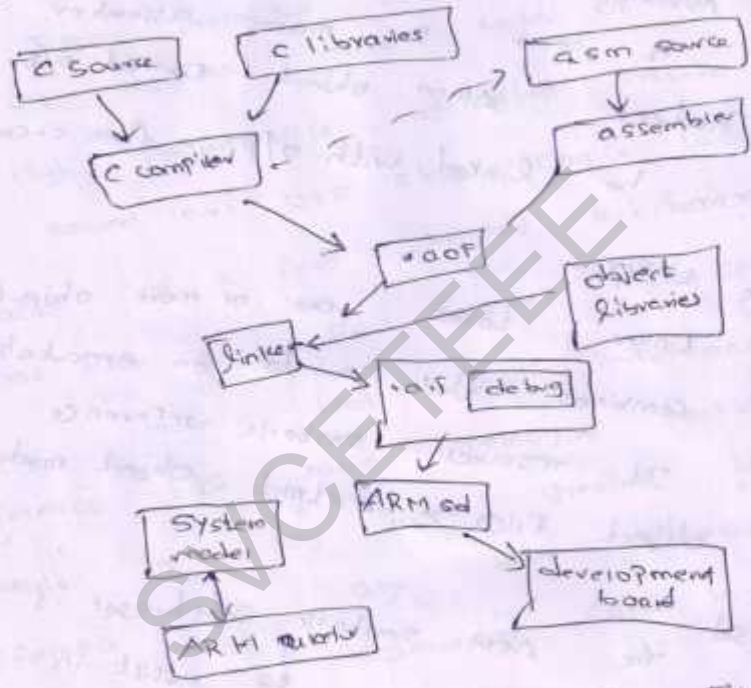 C source
C libraries
asm source
C compiler
assembler
.aof
object
libraries
linker
.aif debug
ARM sd
System
model
development
board
ARM
SVCETEEE